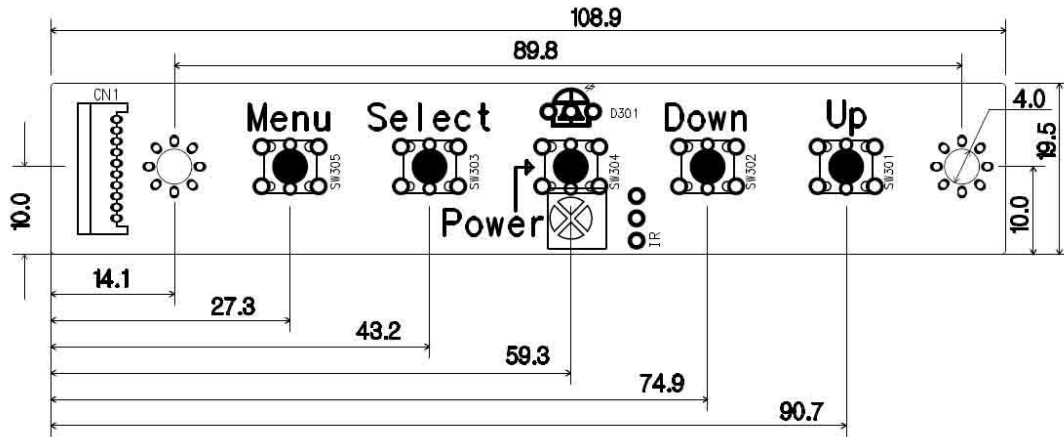 108.9
89.8
CN1
Menu
Select
D301
Down
Up
4.0
19.5
SW305
SW303
SW304
SW302
SW301
10.0
Power
IR
10.0
14.1
27.3
43.2
59.3
74.9
90.7